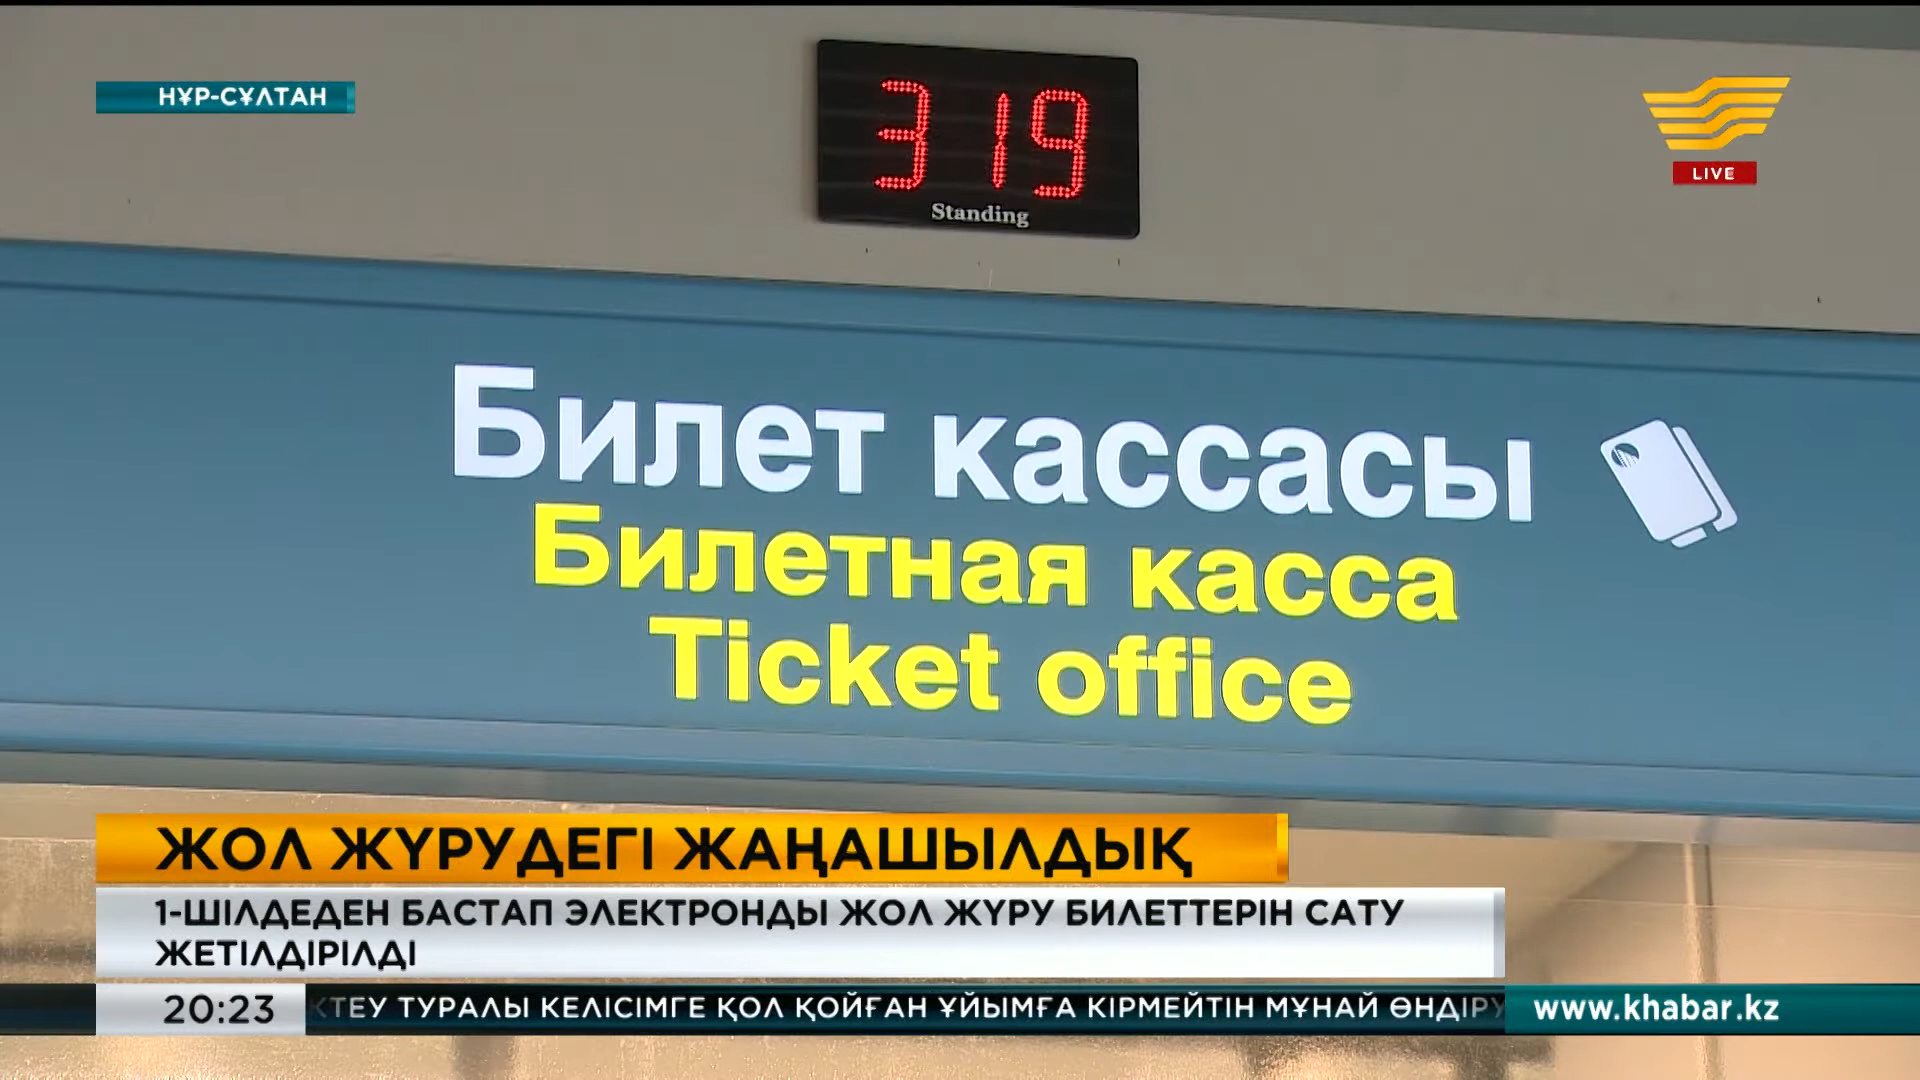 319
Standing
НҰР-СҰЛТАН
LIVE
Билет кассасы
Билетная касса
Ticket office
ЖОЛ ЖҮРУДЕГІ ЖАҢАШЫЛДЫҚ
1-ШІЛДЕДЕН БАСТАП ЭЛЕКТРОНДЫ ЖОЛ ЖҮРУ БИЛЕТТЕРІН САТУ
ЖЕТІЛДІРІЛДІ
20:23 КТЕУ ТУРАЛЫ КЕЛІСІМГЕ ҚОЛ ҚОЙҒАН ҰЙЫМҒА КІРМЕЙТІН МҰНАЙ ӨНДІРУ www.khabar.kz